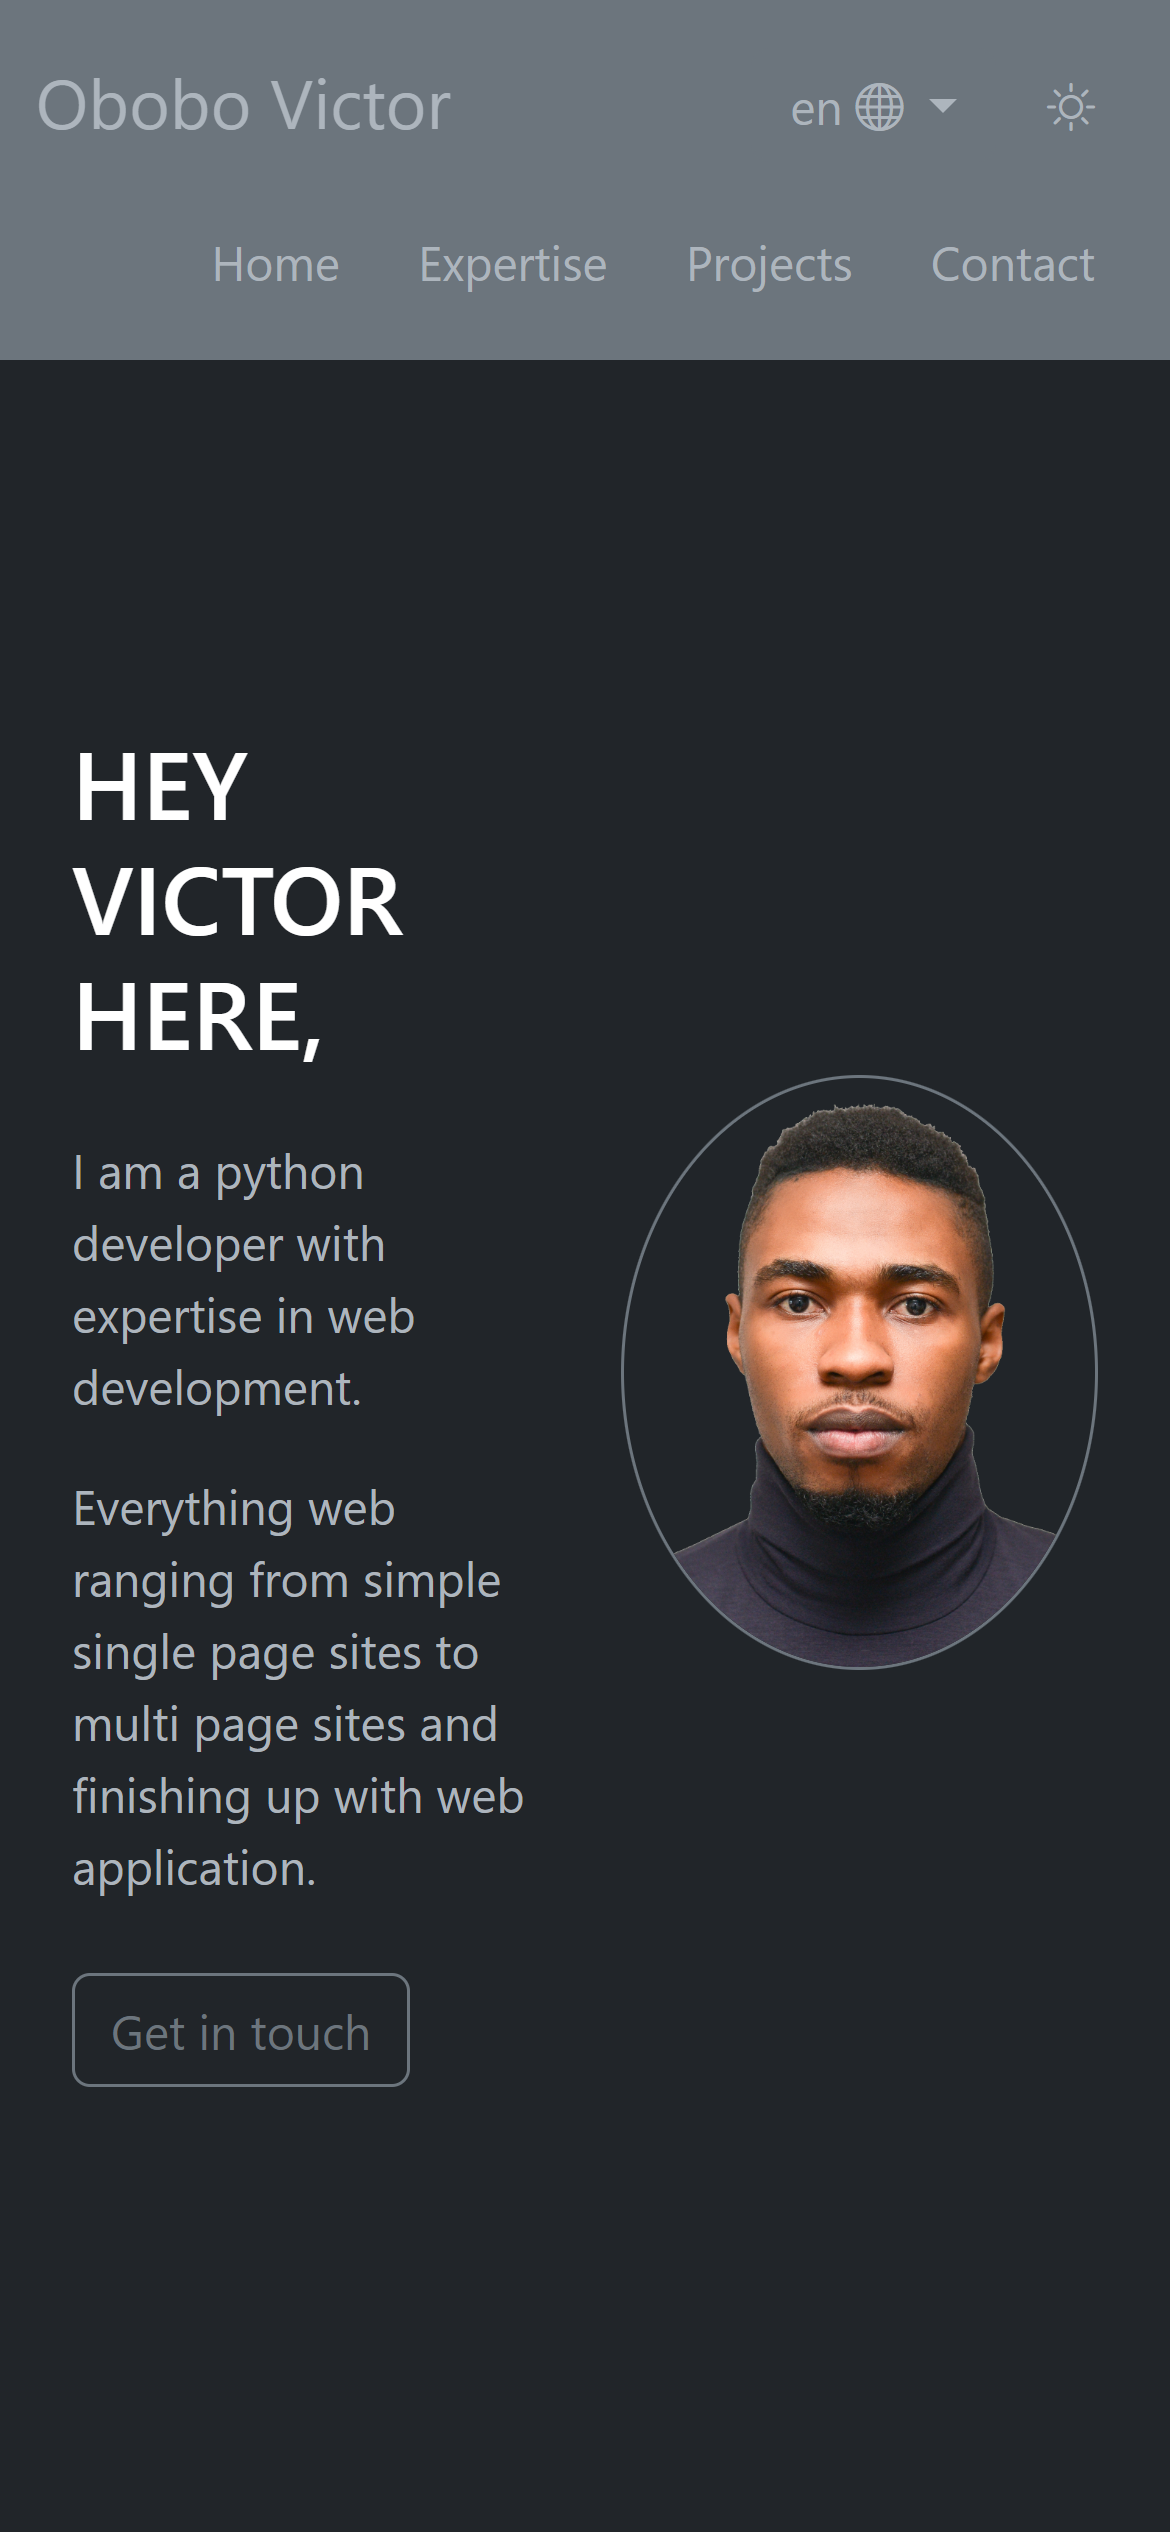 Obobo Victor
en
Home Expertise Projects Contact
HEY
VICTOR
HERE,
I am a python
developer with
expertise in web
development.
Everything web
ranging from simple
single page sites to
multi page sites and
finishing up with web
application.
Get in touch